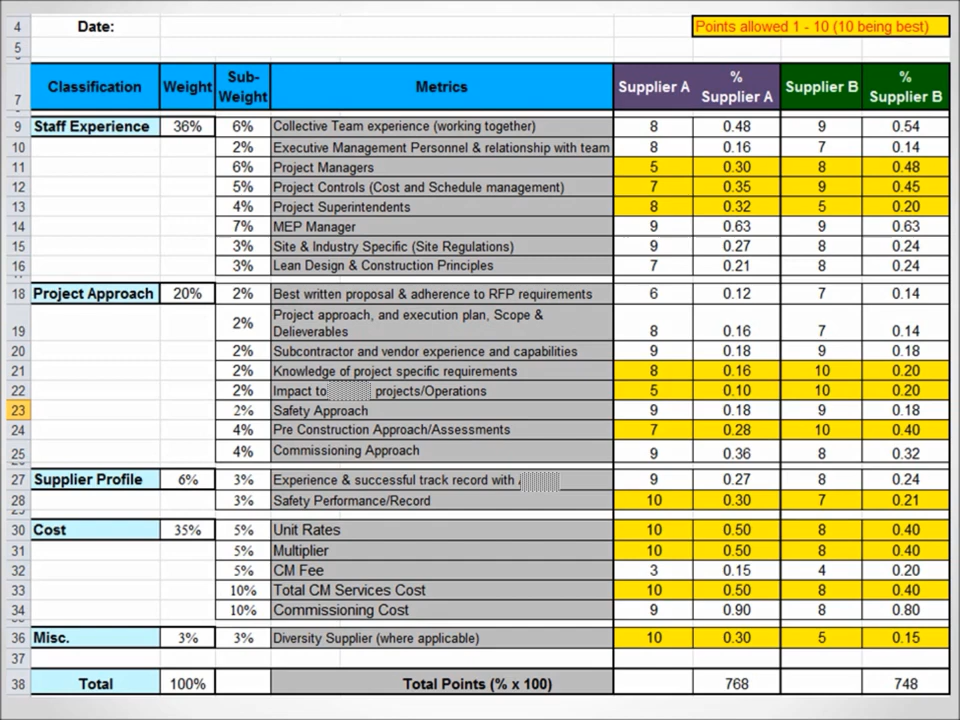 4 Date: Points allowed 1 - 10 (10 being best)
5
7 Classification Weight Sub-Weight Metrics Supplier A % Supplier A Supplier B % Supplier B
9 Staff Experience 36% 6% Collective Team experience (working together) 8 0.48 9 0.54
10 2% Executive Management Personnel & relationship with team 8 0.16 7 0.14
11 6% Project Managers 5 0.30 8 0.48
12 5% Project Controls (Cost and Schedule management) 7 0.35 9 0.45
13 4% Project Superintendents 8 0.32 5 0.20
14 7% MEP Manager 9 0.63 9 0.63
15 3% Site & Industry Specific (Site Regulations) 9 0.27 8 0.24
16 3% Lean Design & Construction Principles 7 0.21 8 0.24
18 Project Approach 20% 2% Best written proposal & adherence to RFP requirements 6 0.12 7 0.14
19 2% Project approach, and execution plan, Scope & Delieverables 8 0.16 7 0.14
20 2% Subcontractor and vendor experience and capabilities 9 0.18 9 0.18
21 2% Knowledge of project specific requirements 8 0.16 10 0.20
22 2% Impact to projects/Operations 5 0.10 10 0.20
23 2% Safety Approach 9 0.18 9 0.18
24 4% Pre Construction Approach/Assessments 7 0.28 10 0.40
25 4% Commissioning Approach 9 0.36 8 0.32
27 Supplier Profile 6% 3% Experience & successful track record with 9 0.27 8 0.24
28 3% Safety Performance/Record 10 0.30 7 0.21
30 Cost 35% 5% Unit Rates 10 0.50 8 0.40
31 5% Multiplier 10 0.50 8 0.40
32 5% CM Fee 3 0.15 4 0.20
33 10% Total CM Services Cost 10 0.50 8 0.40
34 10% Commissioning Cost 9 0.90 8 0.80
36 Misc. 3% 3% Diversity Supplier (where applicable) 10 0.30 5 0.15
37
38 Total 100% Total Points (% x 100) 768 748